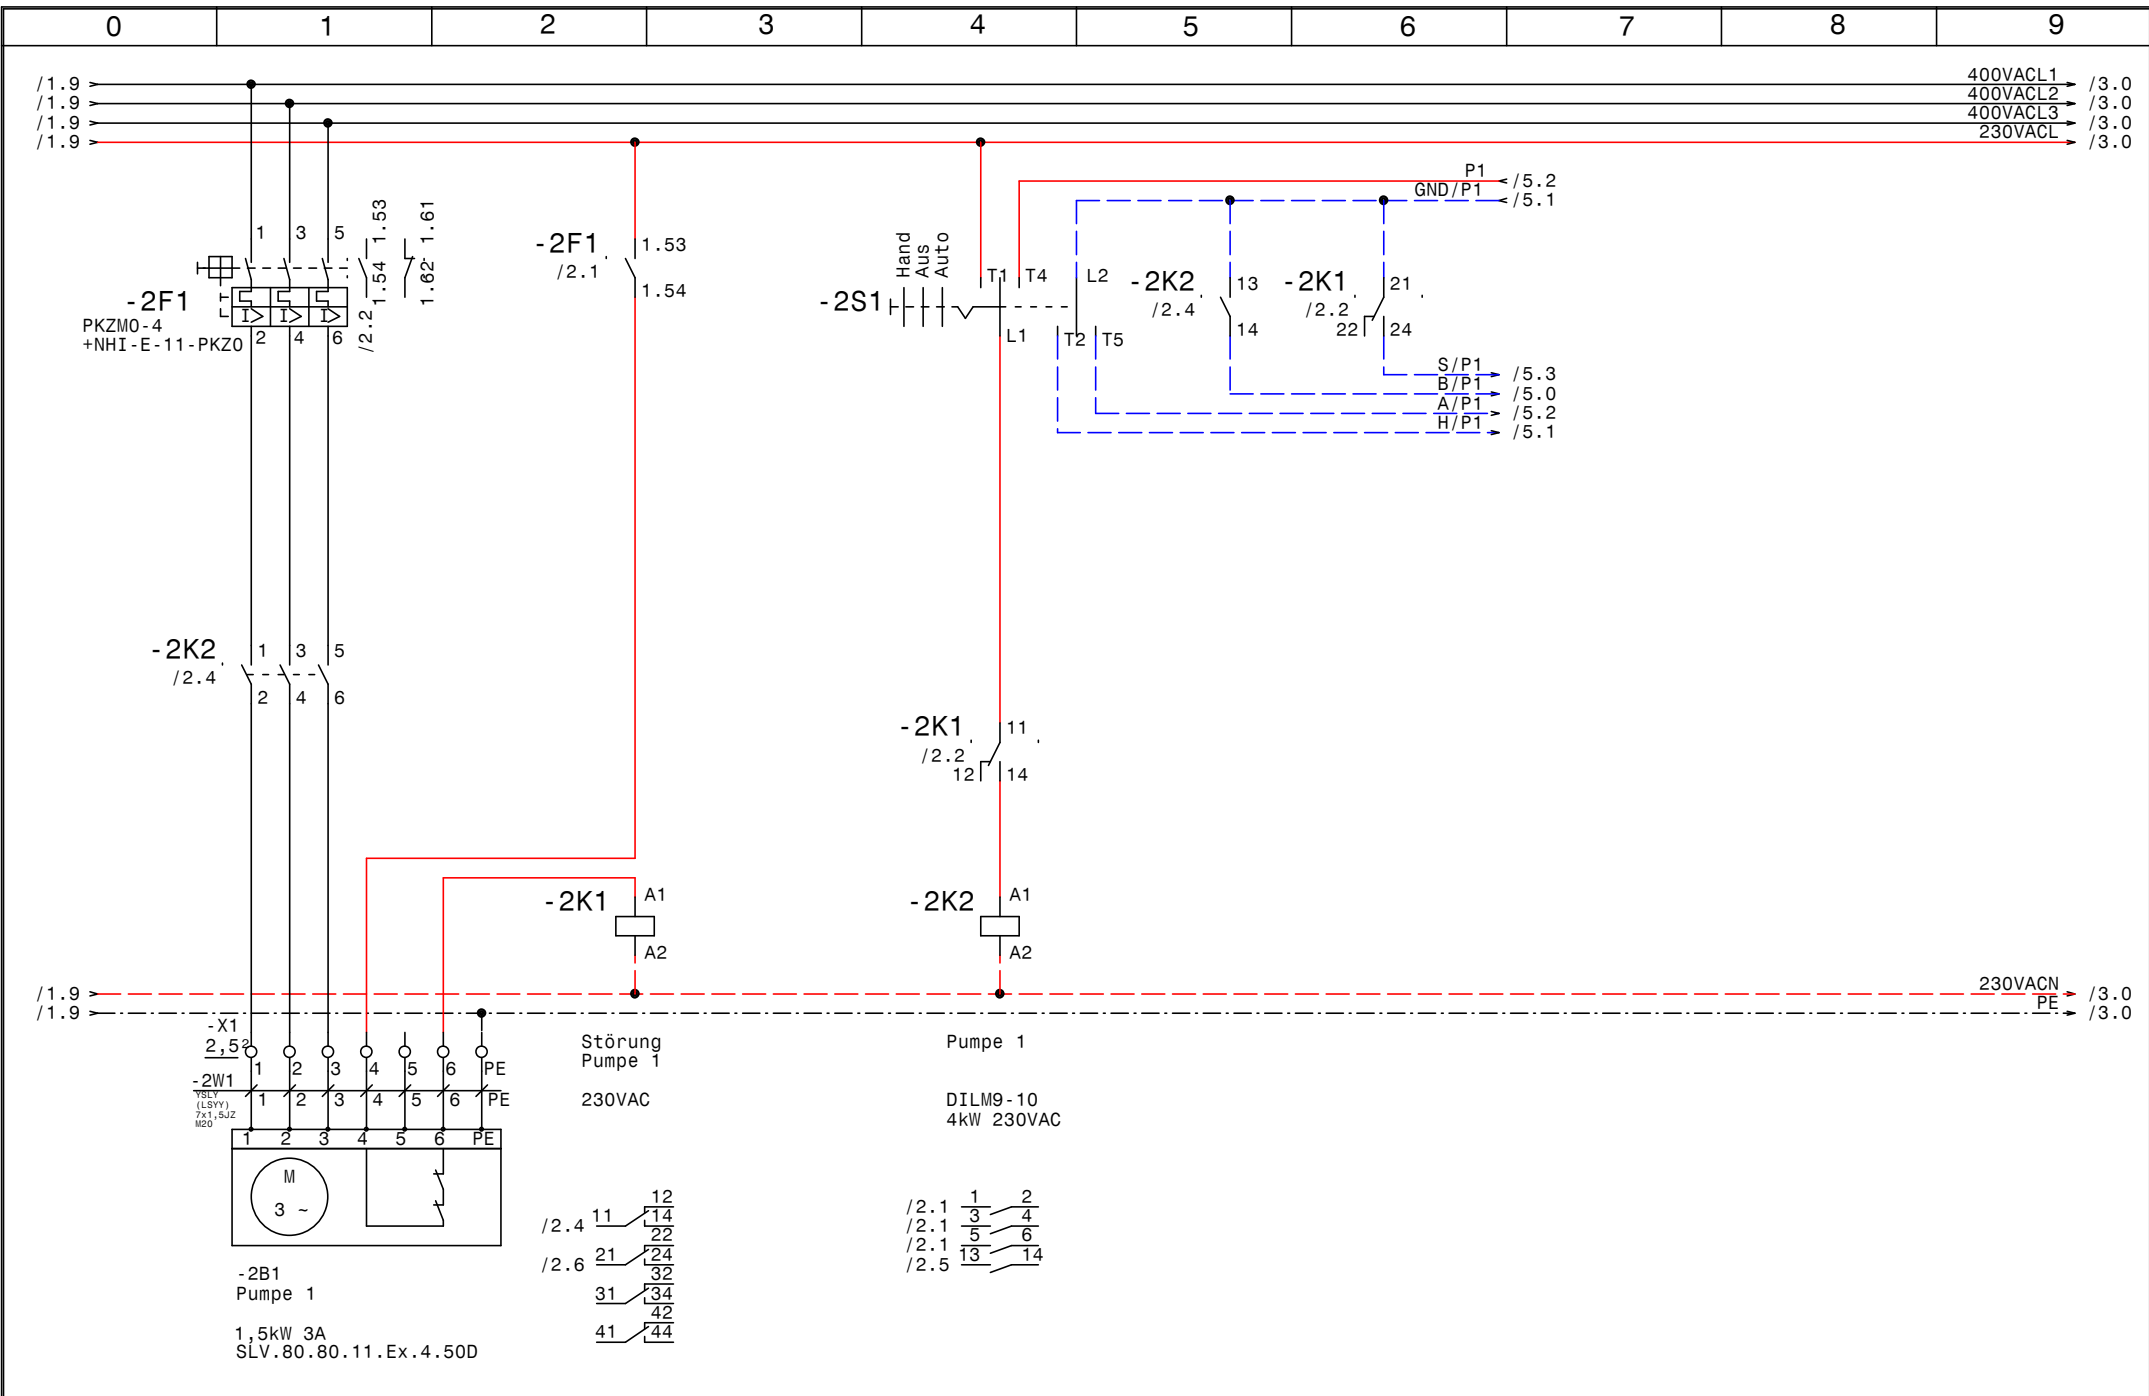 0 1 2 3 4 5 6 7 8 9
/1.9 400VACL1 /3.0
/1.9 400VACL2 /3.0
/1.9 400VACL3 /3.0
/1.9 230VACL /3.0
P1 /5.2
GND/P1 /5.1
1 3 5 1.53 1.61
-2F1
PKZM0-4
+NHI-E-11-PKZ0
I> I> I>
2 4 6 1.54 1.62
/2.2
-2F1
/2.1
1.53
1.54
Hand
Aus
Auto
-2S1
T1 T4 L2
L1 T2 T5
-2K2
/2.4
13
14
-2K1
/2.2
21
22 24
S/P1 /5.3
B/P1 /5.0
A/P1 /5.2
H/P1 /5.1
-2K2
/2.4
1 3 5
2 4 6
-2K1
/2.2
11
12 14
-2K1
A1
A2
-2K2
A1
A2
/1.9 230VACN /3.0
/1.9 PE /3.0
-X1
2,5²
1 2 3 4 5 6 PE
-2W1
YSLY
(LSYY)
7x1,5JZ
M20
1 2 3 4 5 6 PE
1 2 3 4 5 6 PE
M
3 ~
-2B1
Pumpe 1
1,5kW 3A
SLV.80.80.11.Ex.4.50D
Störung
Pumpe 1
230VAC
12
/2.4 11 14
22
/2.6 21 24
32
31 34
42
41 44
Pumpe 1
DILM9-10
4kW 230VAC
/2.1 1 2
/2.1 3 4
/2.1 5 6
/2.5 13 14